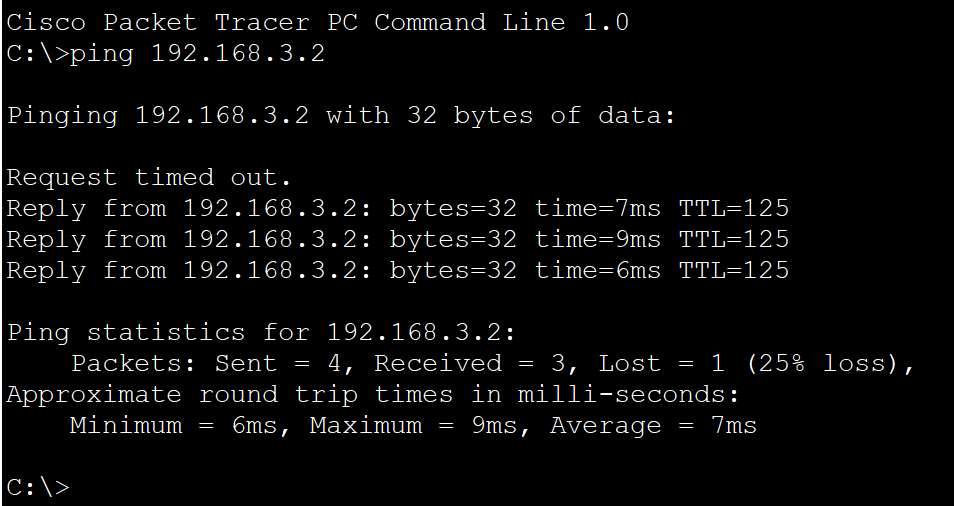 Cisco Packet Tracer PC Command Line 1.0
C:\>ping 192.168.3.2
Pinging 192.168.3.2 with 32 bytes of data:
Request timed out.
Reply from 192.168.3.2: bytes=32 time=7ms TTL=125
Reply from 192.168.3.2: bytes=32 time=9ms TTL=125
Reply from 192.168.3.2: bytes=32 time=6ms TTL=125
Ping statistics for 192.168.3.2:
    Packets: Sent = 4, Received = 3, Lost = 1 (25% loss),
Approximate round trip times in milli-seconds:
    Minimum = 6ms, Maximum = 9ms, Average = 7ms
C:\>